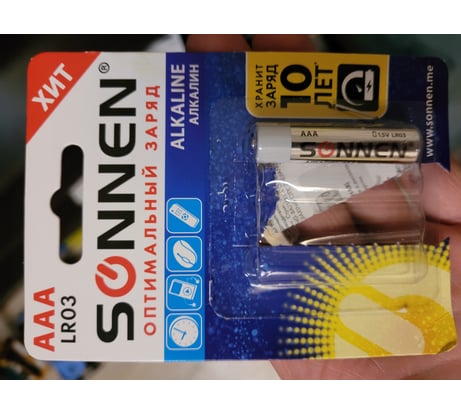 ХИТ
SONNEN®
ОПТИМАЛЬНЫЙ ЗАРЯД
ALKALINE
АЛКАЛИН
AAA
LR03
ХРАНИТ
ЗАРЯД
10
ЛЕТ
www.sonnen.me
AAA
1.5V LR03
SONNEN